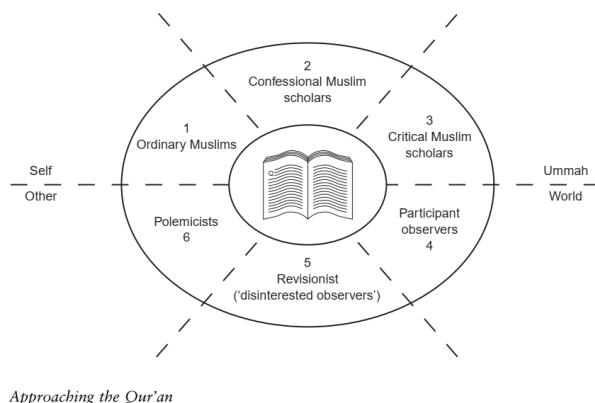 2
Confessional Muslim
scholars
1
Ordinary Muslims
3
Critical Muslim
scholars
Self
Other
Ummah
World
Polemicists
6
Participant
observers
4
5
Revisionist
(‘disinterested observers’)
Approaching the Qur’an